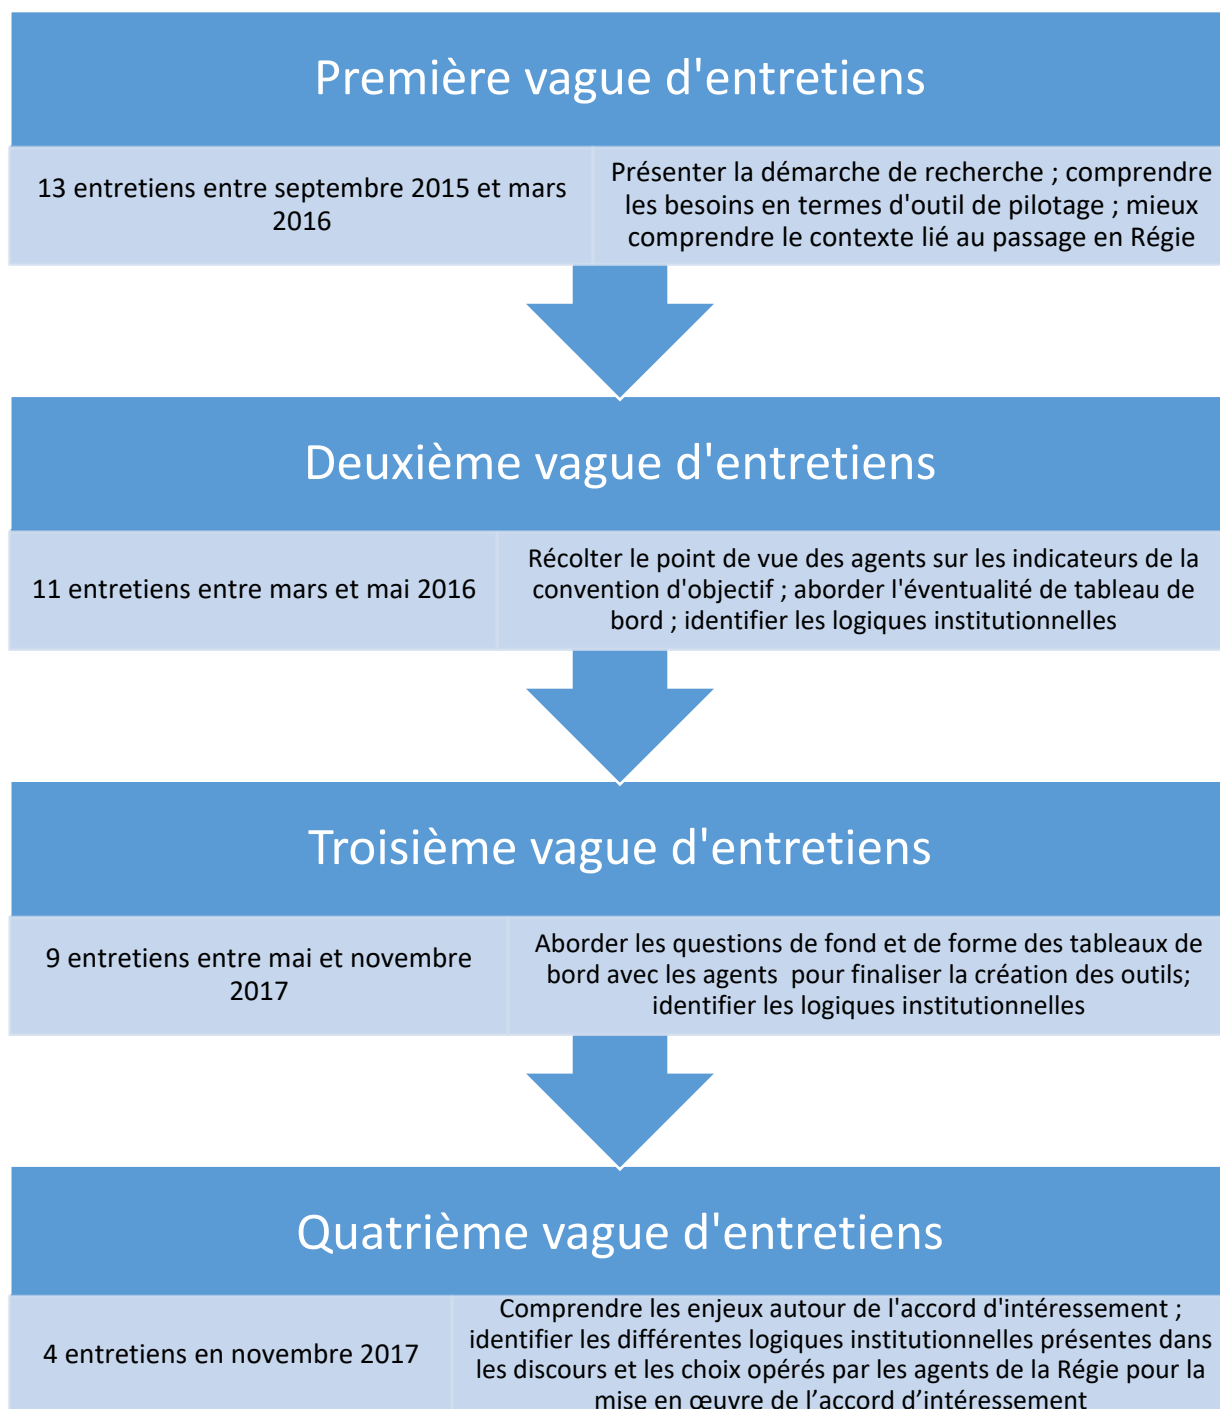 Première vague d'entretiens
13 entretiens entre septembre 2015 et mars
2016
Présenter la démarche de recherche ; comprendre
les besoins en termes d'outil de pilotage ; mieux
comprendre le contexte lié au passage en Régie
Deuxième vague d'entretiens
11 entretiens entre mars et mai 2016
Récolter le point de vue des agents sur les indicateurs de la
convention d'objectif ; aborder l'éventualité de tableau de
bord ; identifier les logiques institutionnelles
Troisième vague d'entretiens
9 entretiens entre mai et novembre
2017
Aborder les questions de fond et de forme des tableaux de
bord avec les agents  pour finaliser la création des outils;
identifier les logiques institutionnelles
Quatrième vague d'entretiens
4 entretiens en novembre 2017
Comprendre les enjeux autour de l'accord d'intéressement ;
identifier les différentes logiques institutionnelles présentes dans
les discours et les choix opérés par les agents de la Régie pour la
mise en œuvre de l’accord d’intéressement